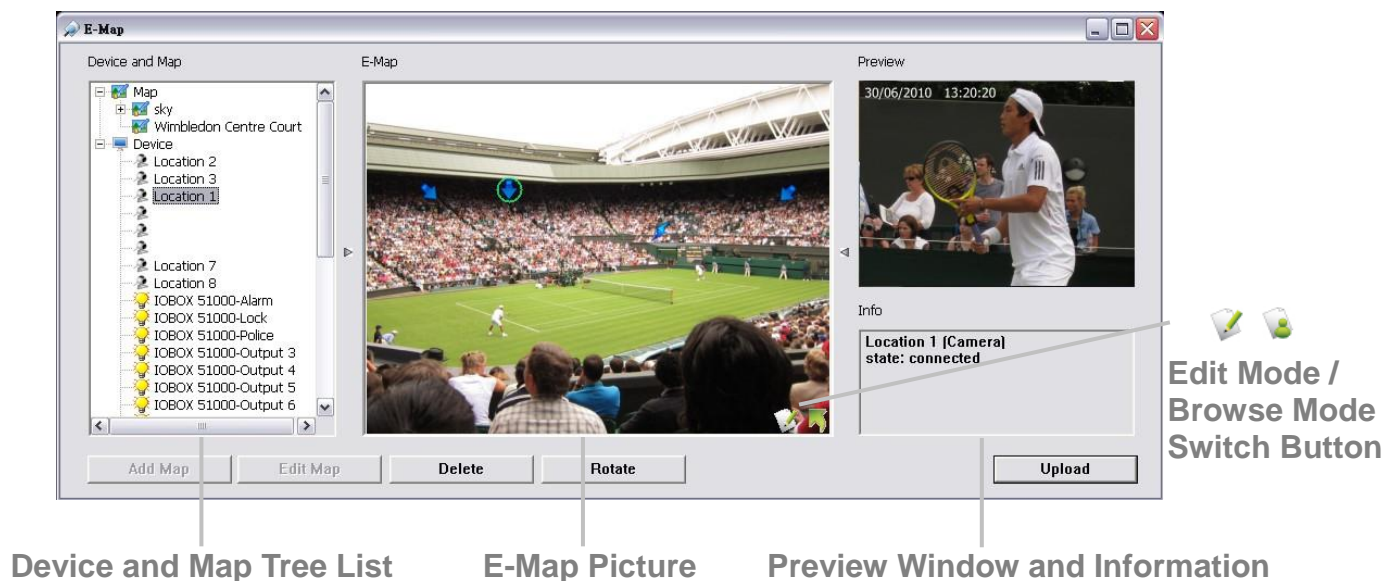 E-Map
Device and Map
E-Map
Preview
Map
sky
Wimbledon Centre Court
Device
Location 2
Location 3
Location 1
Location 7
Location 8
IOBOX 51000-Alarm
IOBOX 51000-Lock
IOBOX 51000-Police
IOBOX 51000-Output 3
IOBOX 51000-Output 4
IOBOX 51000-Output 5
IOBOX 51000-Output 6
30/06/2010 13:20:20
Info
Location 1 (Camera)
state: connected
Add Map
Edit Map
Delete
Rotate
Upload
Edit Mode /
Browse Mode
Switch Button
Device and Map Tree List
E-Map Picture
Preview Window and Information